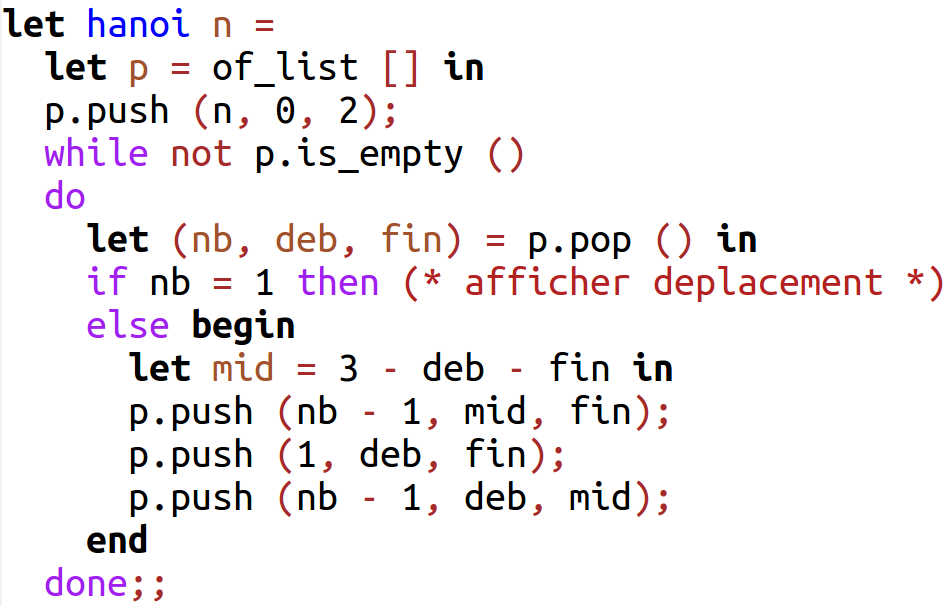 let hanoi n =
  let p = of_list [] in
  p.push (n, 0, 2);
  while not p.is_empty ()
  do
    let (nb, deb, fin) = p.pop () in
    if nb = 1 then (* afficher deplacement *)
    else begin
      let mid = 3 - deb - fin in
      p.push (nb - 1, mid, fin);
      p.push (1, deb, fin);
      p.push (nb - 1, deb, mid);
    end
  done;;